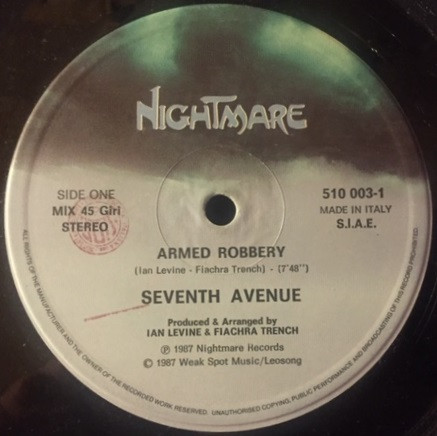 NIGHTMARE
SIDE ONE
MIX 45 Giri
STEREO
510 003-1
MADE IN ITALY
S.I.A.E.
ARMED ROBBERY
(Ian Levine - Fiachra Trench) - (7'48'')
SEVENTH AVENUE
Produced & Arranged by
IAN LEVINE & FIACHRA TRENCH
℗ 1987 Nightmare Records
© 1987 Weak Spot Music/Leosong
ALL RIGHTS OF THE MANUFACTURER AND THE OWNER OF THE RECORDED WORK RESERVED. UNAUTHORISED COPYING, PUBLIC PERFORMANCE AND BROADCASTING OF THIS RECORD PROHIBITED